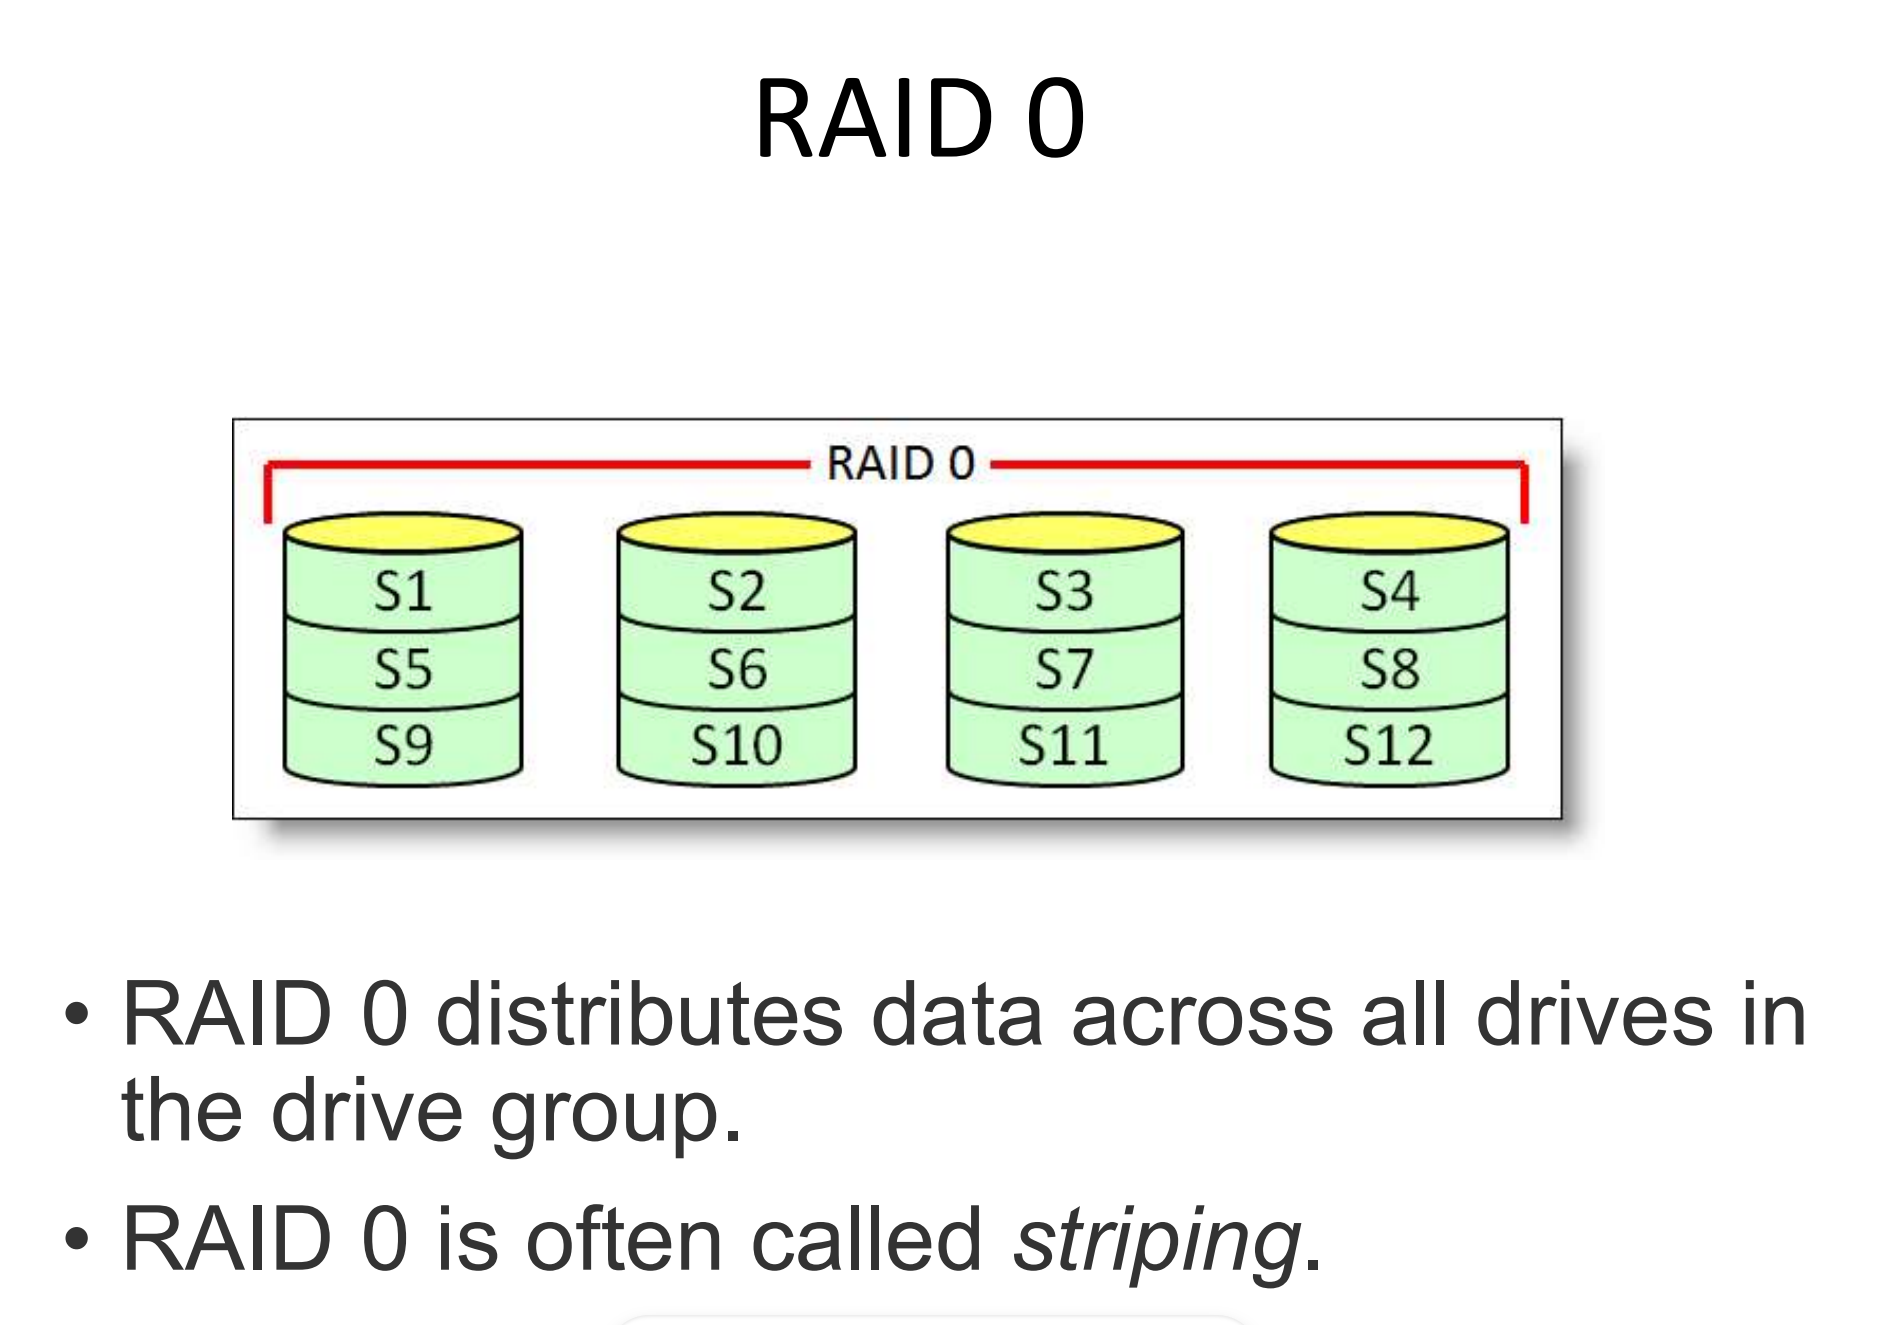 RAID 0
RAID 0
S1 S2 S3 S4
S5 S6 S7 S8
S9 S10 S11 S12
• RAID 0 distributes data across all drives in
the drive group.
• RAID 0 is often called striping.